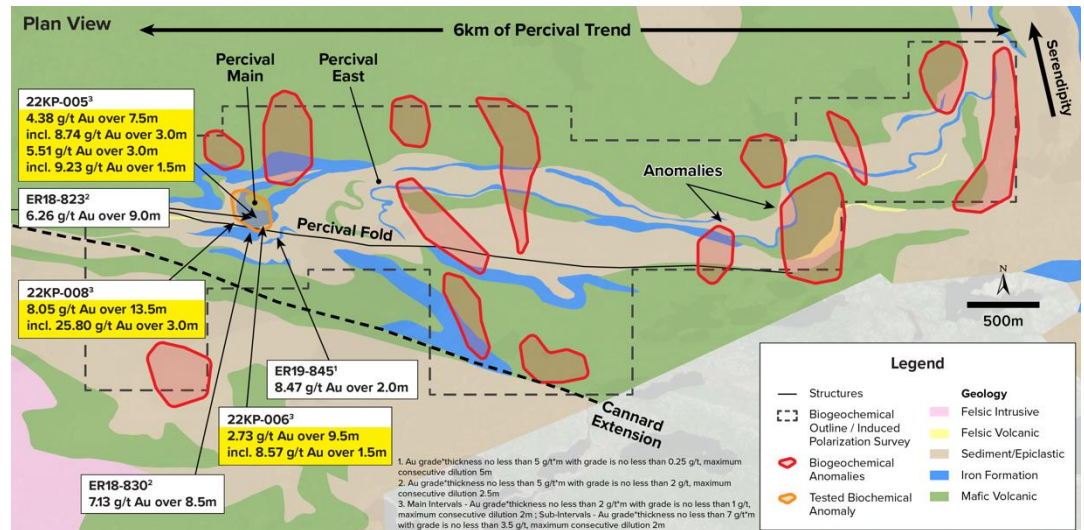 Plan View
6km of Percival Trend
Serendipity
Percival
Main
Percival
East
22KP-005³
4.38 g/t Au over 7.5m
incl. 8.74 g/t Au over 3.0m
5.51 g/t Au over 3.0m
incl. 9.23 g/t Au over 1.5m
Anomalies
ER18-823²
6.26 g/t Au over 9.0m
Percival Fold
22KP-008³
8.05 g/t Au over 13.5m
incl. 25.80 g/t Au over 3.0m
N
500m
ER19-845¹
8.47 g/t Au over 2.0m
22KP-006³
2.73 g/t Au over 9.5m
incl. 8.57 g/t Au over 1.5m
Cannard
Extension
ER18-830²
7.13 g/t Au over 8.5m
1. Au grade*thickness no less than 5 g/t*m with grade is no less than 0.25 g/t, maximum
consecutive dilution 5m
2. Au grade*thickness no less than 5 g/t*m with grade is no less than 2 g/t, maximum
consecutive dilution 2.5m
3. Main Intervals - Au grade*thickness no less than 2 g/t*m with grade is no less than 1 g/t,
maximum consecutive dilution 2m ; Sub-Intervals - Au grade*thickness no less than 7 g/t*m
with grade is no less than 3.5 g/t, maximum consecutive dilution 2m
Legend
Structures
Biogeochemical
Outline / Induced
Polarization Survey
Biogeochemical
Anomalies
Tested Biochemical
Anomaly
Geology
Felsic Intrusive
Felsic Volcanic
Sediment/Epiclastic
Iron Formation
Mafic Volcanic